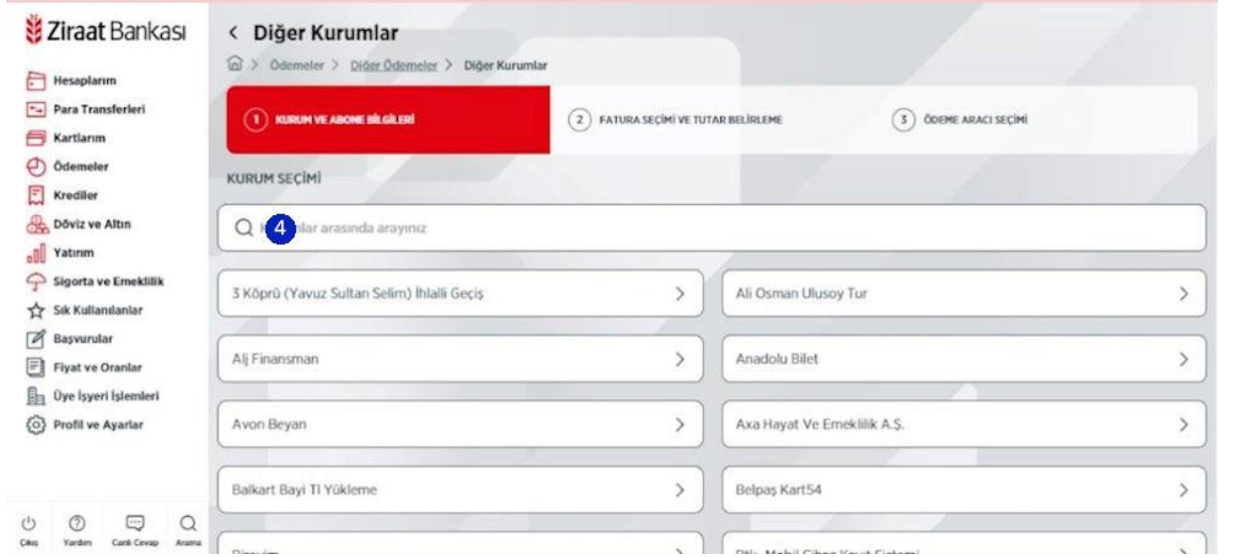 Ziraat Bankası
Diğer Kurumlar
Ödemeler > Diğer Ödemeler > Diğer Kurumlar
Hesaplarım
Para Transferleri
Kartlarım
Ödemeler
Krediler
Döviz ve Altın
Yatırım
Sigorta ve Emeklilik
Sık Kullanılanlar
Başvurular
Fiyat ve Oranlar
Üye İşyeri İşlemleri
Profil ve Ayarlar
Çıkış Yardım Canlı Cevap Arama
1 KURUM VE ABONE BİLGİLERİ
2 FATURA SEÇİMİ VE TUTAR BELİRLEME
3 ÖDEME ARACI SEÇİMİ
KURUM SEÇİMİ
4 arasında arayınız
3 Köprü (Yavuz Sultan Selim) İhlalli Geçiş
Ali Osman Ulusoy Tur
Alj Finansman
Anadolu Bilet
Avon Beyan
Axa Hayat Ve Emeklilik A.Ş.
Balkart Bayi Tl Yükleme
Belpaş Kart54